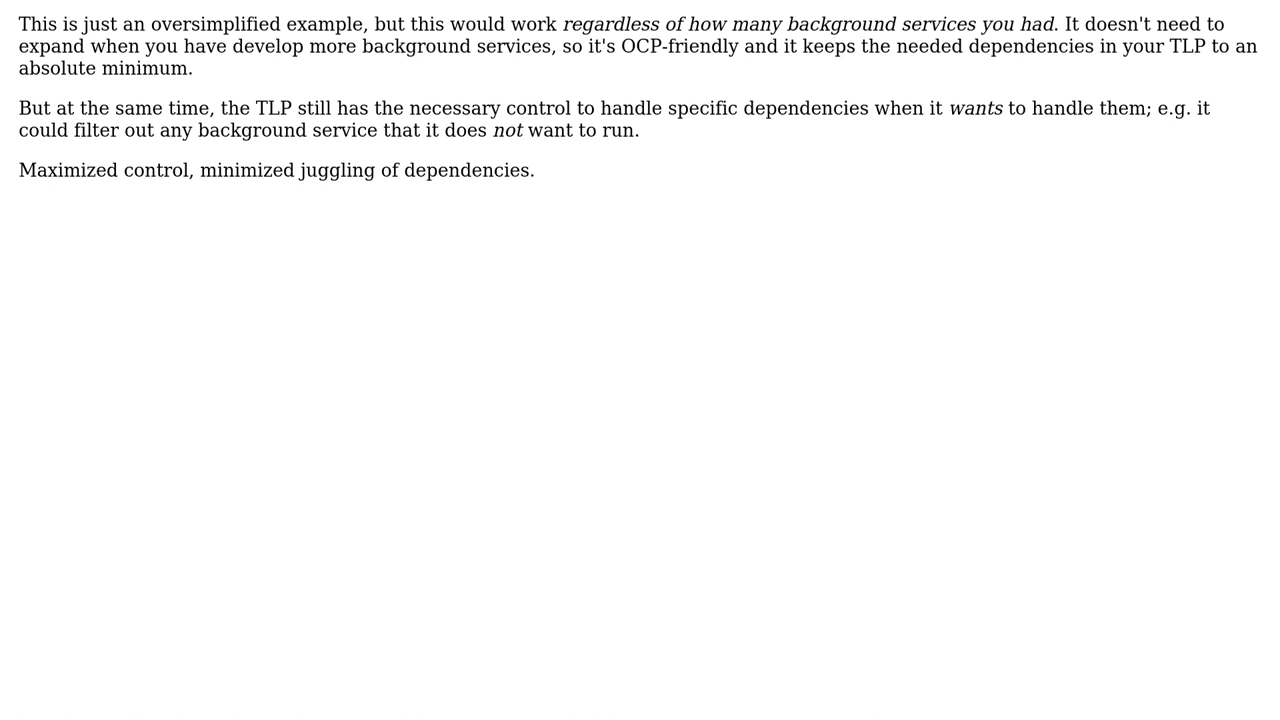 This is just an oversimplified example, but this would work regardless of how many background services you had. It doesn't need to
expand when you have develop more background services, so it's OCP-friendly and it keeps the needed dependencies in your TLP to an
absolute minimum.
But at the same time, the TLP still has the necessary control to handle specific dependencies when it wants to handle them; e.g. it
could filter out any background service that it does not want to run.
Maximized control, minimized juggling of dependencies.